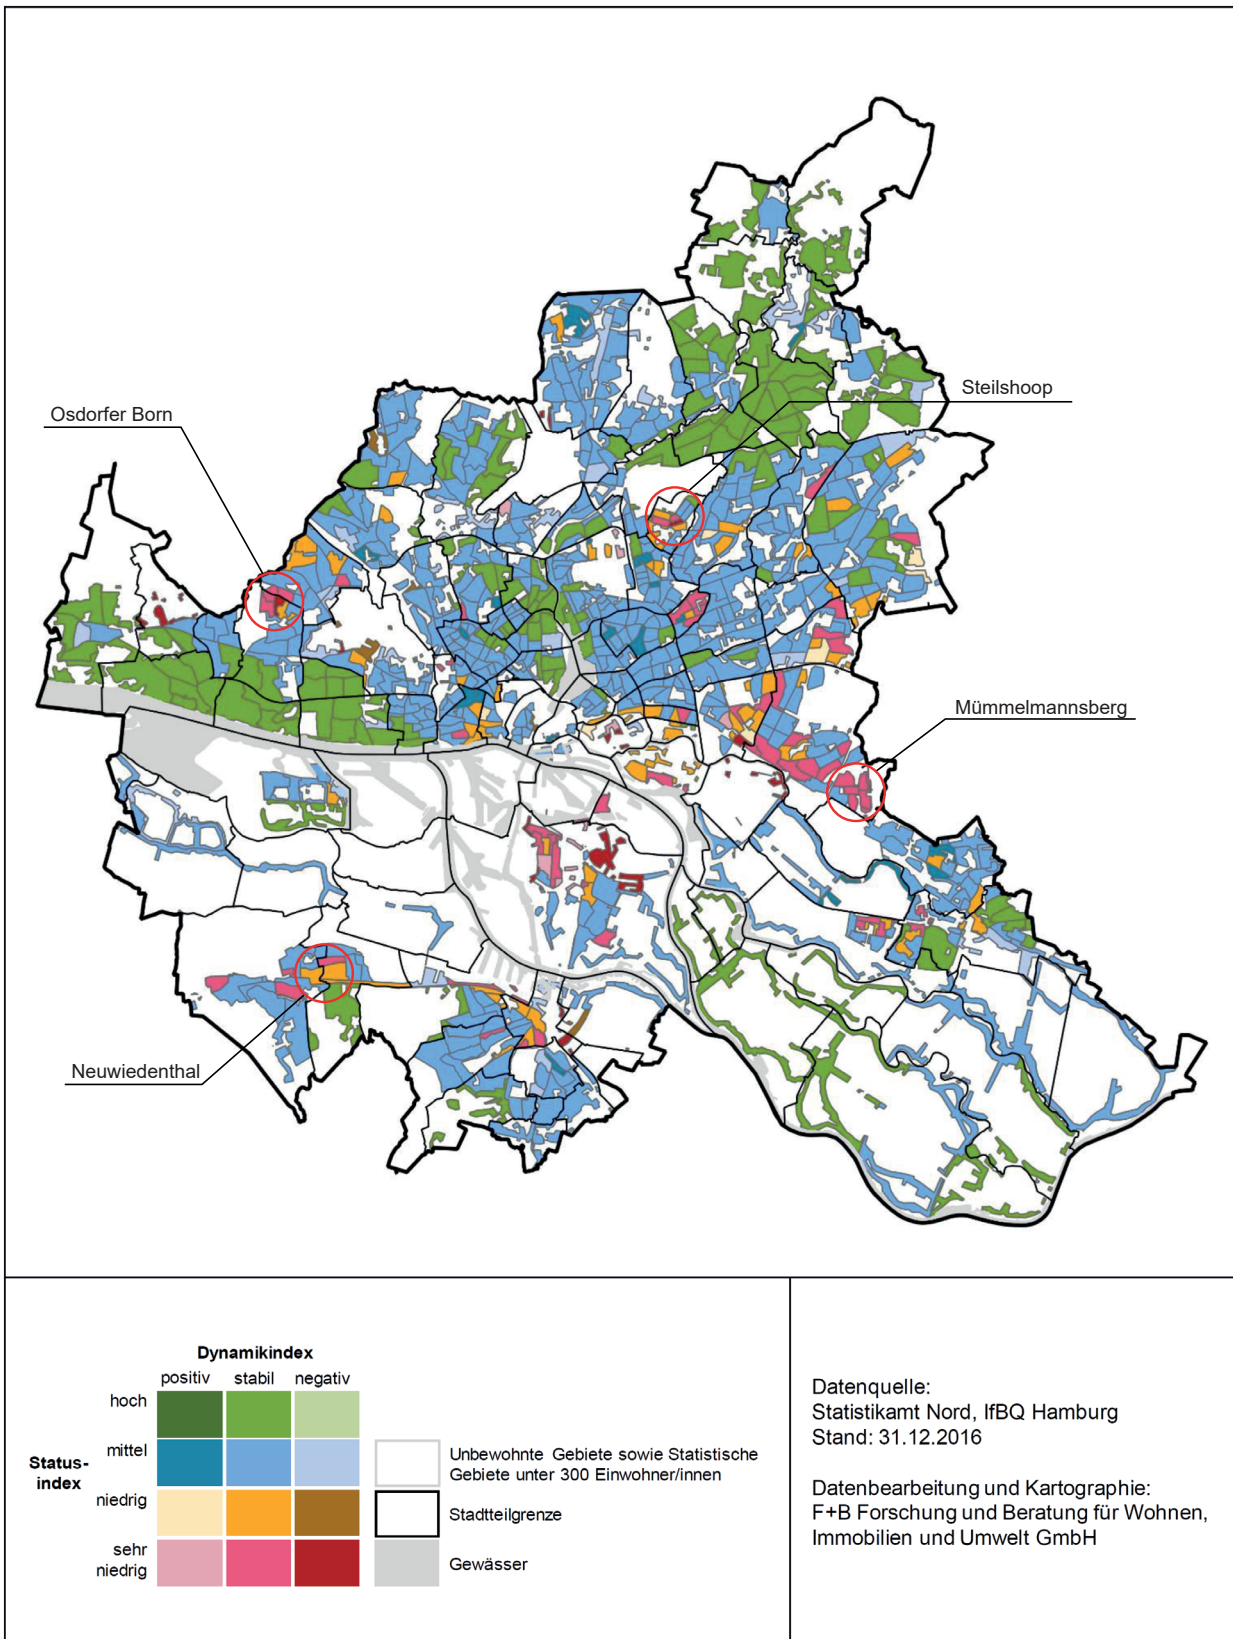 Steilshoop
Osdorfer Born
Mümmelmannsberg
Neuwiedenthal
Dynamikindex
positiv stabil negativ
hoch
mittel
Status-
index
niedrig
sehr
niedrig
Unbewohnte Gebiete sowie Statistische
Gebiete unter 300 Einwohner/innen
Stadtteilgrenze
Gewässer
Datenquelle:
Statistikamt Nord, IfBQ Hamburg
Stand: 31.12.2016
Datenbearbeitung und Kartographie:
F+B Forschung und Beratung für Wohnen,
Immobilien und Umwelt GmbH